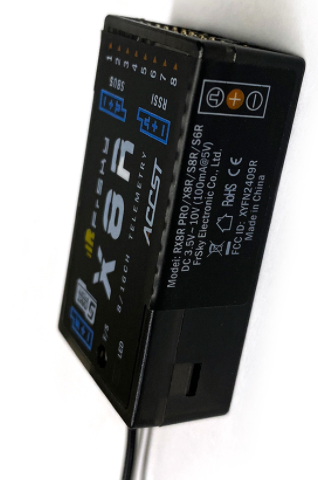 1 2 3 4 5 6 7 8
SBUS
RSSI
FrSky
X8R
8/16CH TELEMETRY
ACCST
F/S
LED
Model: RX8R PRO/X8R/S8R/S6R
DC 3.5V~10V (100mA@5V)
FrSky Electronic Co., Ltd.
RoHS CE
FCC ID: XYFN2409R
Made in China